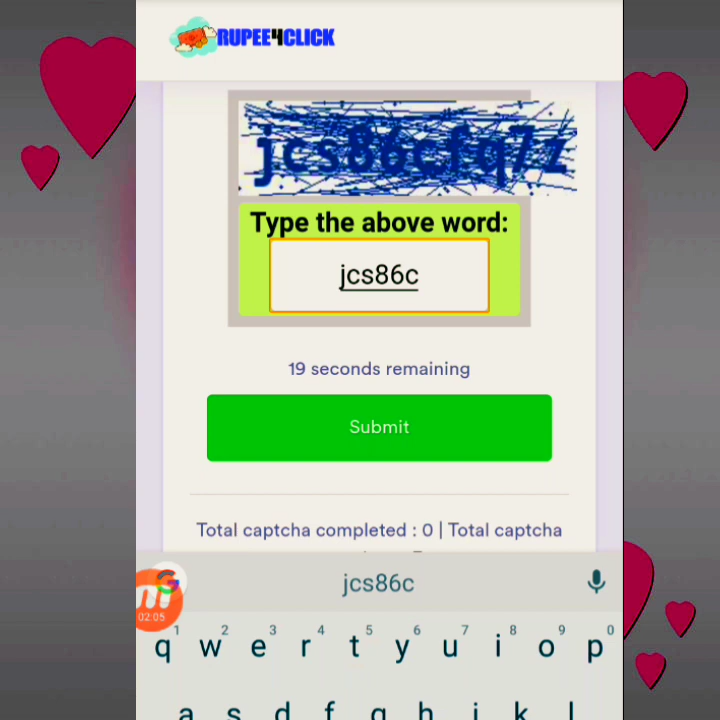 RUPEE4CLICK
jcs86cfq7z
Type the above word:
jcs86c
19 seconds remaining
Submit
Total captcha completed : 0 | Total captcha
jcs86c
02:05
1 2 3 4 5 6 7 8 9 0
q w e r t y u i o p
a s d f g h j k l